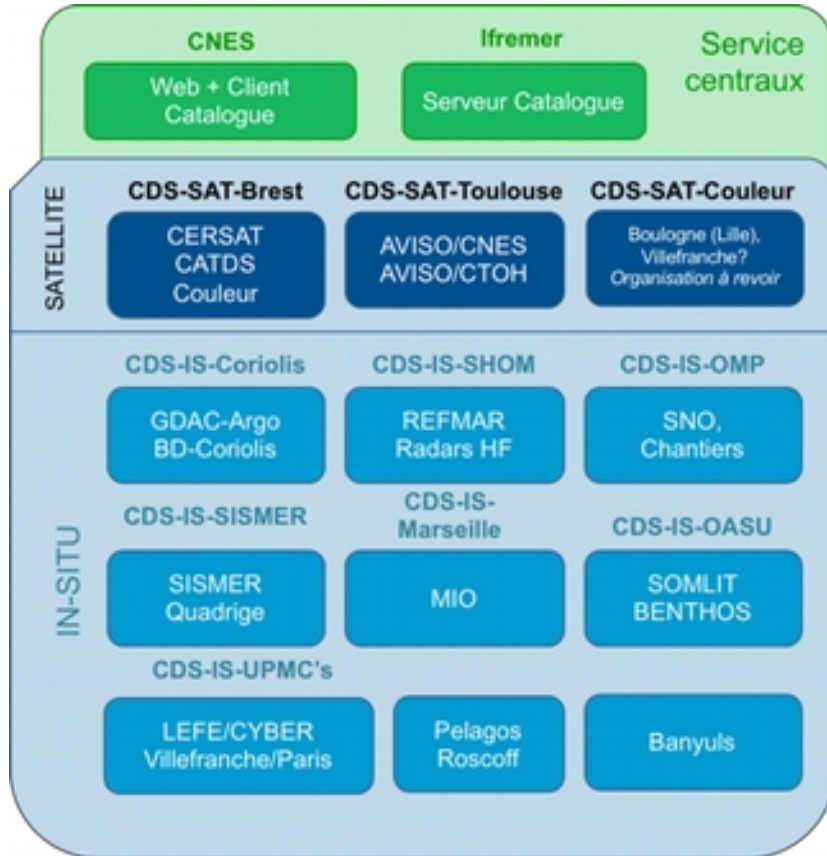 CNES
Ifremer
Service
centraux
Web + Client
Catalogue
Serveur Catalogue
SATELLITE
CDS-SAT-Brest
CDS-SAT-Toulouse
CDS-SAT-Couleur
CERSAT
CATDS
Couleur
AVISO/CNES
AVISO/CTOH
Boulogne (Lille),
Villefranche?
Organisation à revoir
IN-SITU
CDS-IS-Coriolis
CDS-IS-SHOM
CDS-IS-OMP
GDAC-Argo
BD-Coriolis
REFMAR
Radars HF
SNO,
Chantiers
CDS-IS-SISMER
CDS-IS-
Marseille
CDS-IS-OASU
SISMER
Quadrige
MIO
SOMLIT
BENTHOS
CDS-IS-UPMC's
LEFE/CYBER
Villefranche/Paris
Pelagos
Roscoff
Banyuls